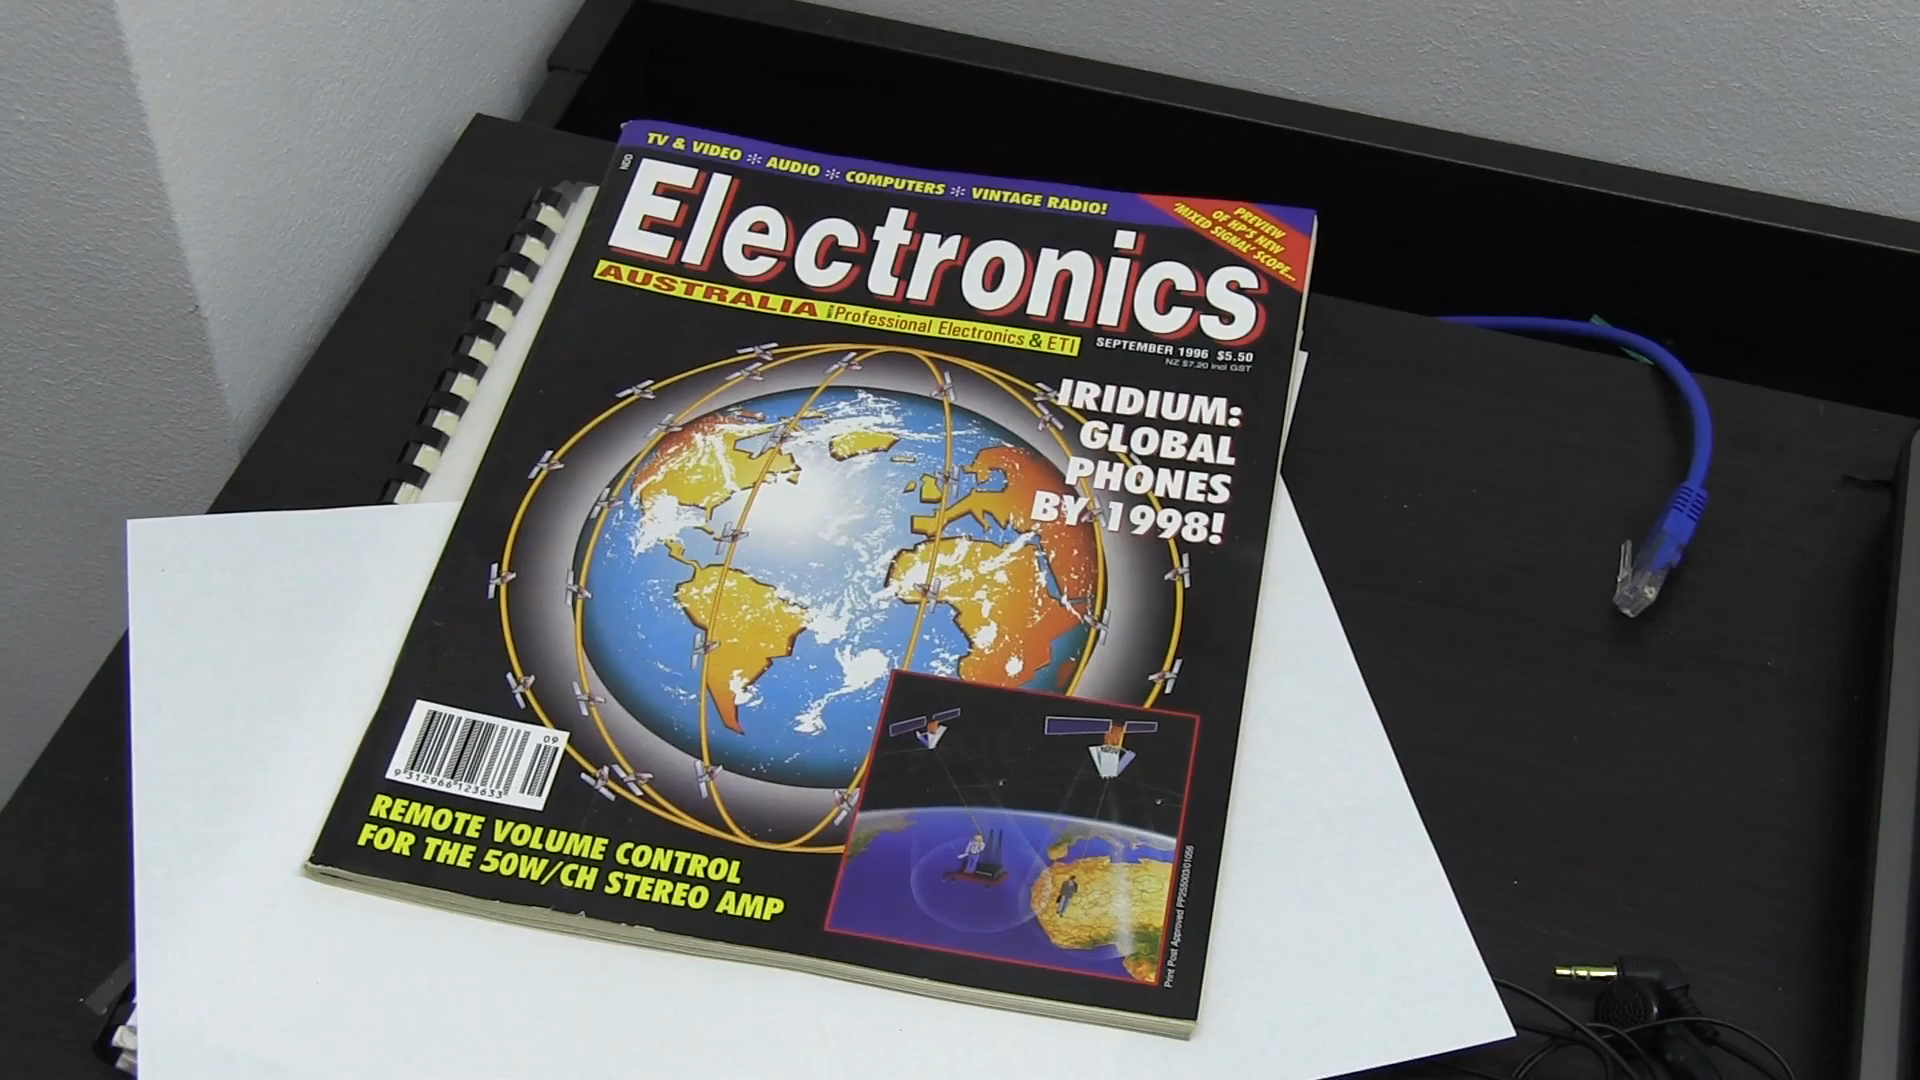 TV & VIDEO ✻ AUDIO ✻ COMPUTERS ✻ VINTAGE RADIO!
PREVIEW
OF HP'S NEW
'MIXED SIGNAL' SCOPE...
NDD
Electronics
AUSTRALIA WITH Professional Electronics & ETI
SEPTEMBER 1996 $5.50
NZ $7.20 incl GST
IRIDIUM:
GLOBAL
PHONES
BY 1998!
09
9 312966 123633
REMOTE VOLUME CONTROL
FOR THE 50W/CH STEREO AMP
Print Post Approved PP255003/01056